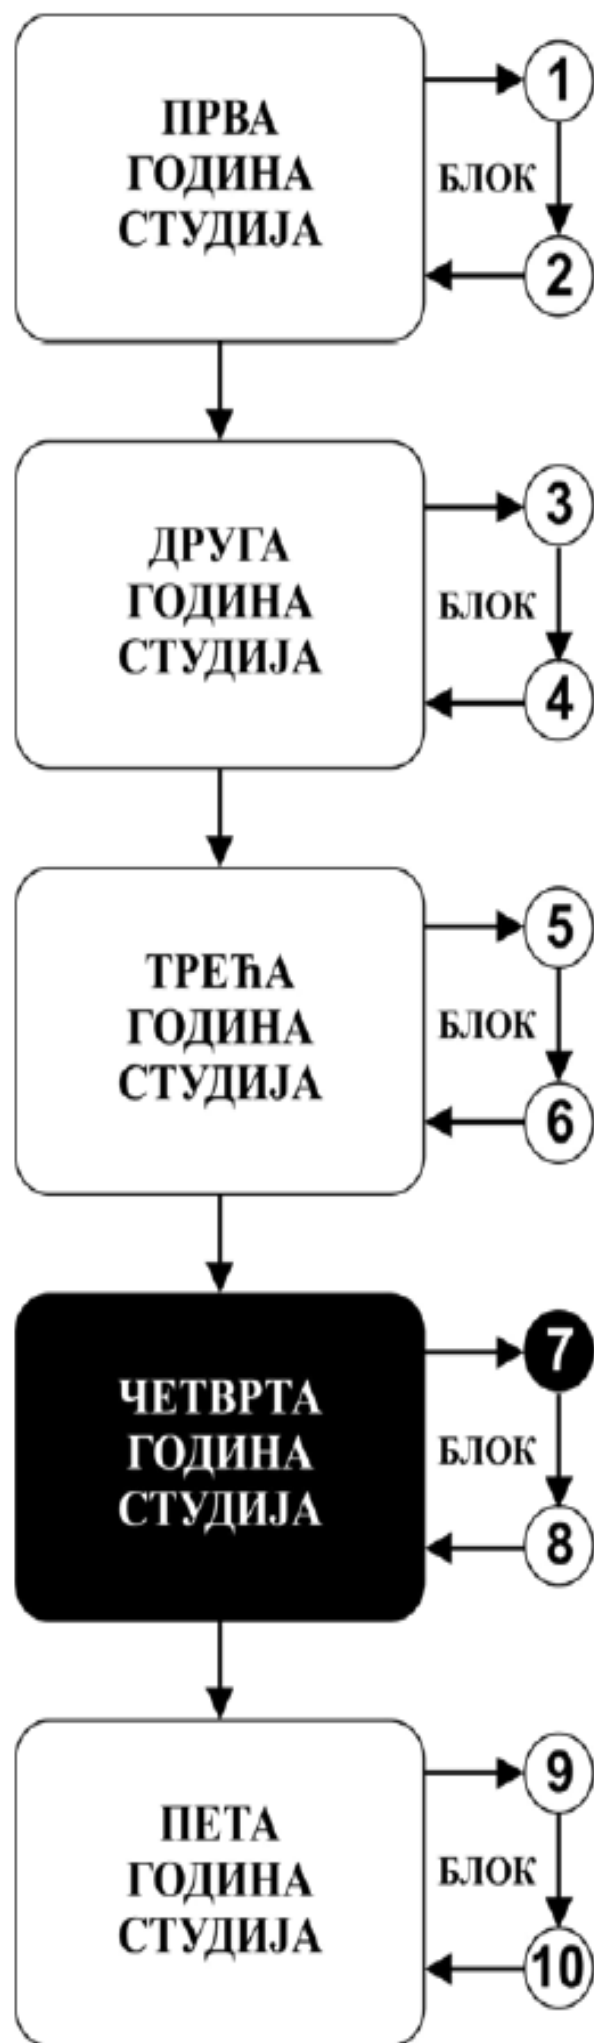 ПРВА
ГОДИНА
СТУДИЈА
1
БЛОК
2
ДРУГА
ГОДИНА
СТУДИЈА
3
БЛОК
4
ТРЕЋА
ГОДИНА
СТУДИЈА
5
БЛОК
6
ЧЕТВРТА
ГОДИНА
СТУДИЈА
7
БЛОК
8
ПЕТА
ГОДИНА
СТУДИЈА
9
БЛОК
10